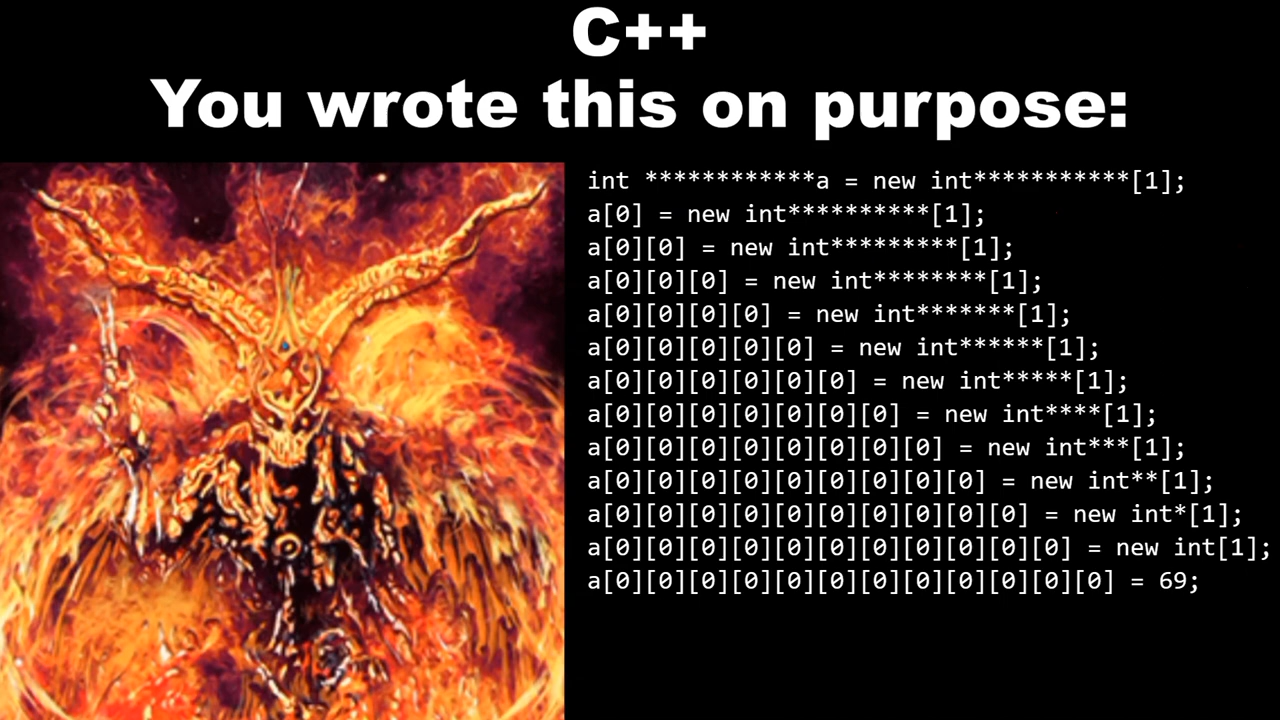 C++
You wrote this on purpose:
int ************a = new int***********[1];
a[0] = new int**********[1];
a[0][0] = new int*********[1];
a[0][0][0] = new int********[1];
a[0][0][0][0] = new int*******[1];
a[0][0][0][0][0] = new int******[1];
a[0][0][0][0][0][0] = new int*****[1];
a[0][0][0][0][0][0][0] = new int****[1];
a[0][0][0][0][0][0][0][0] = new int***[1];
a[0][0][0][0][0][0][0][0][0] = new int**[1];
a[0][0][0][0][0][0][0][0][0][0] = new int*[1];
a[0][0][0][0][0][0][0][0][0][0][0] = new int[1];
a[0][0][0][0][0][0][0][0][0][0][0][0] = 69;